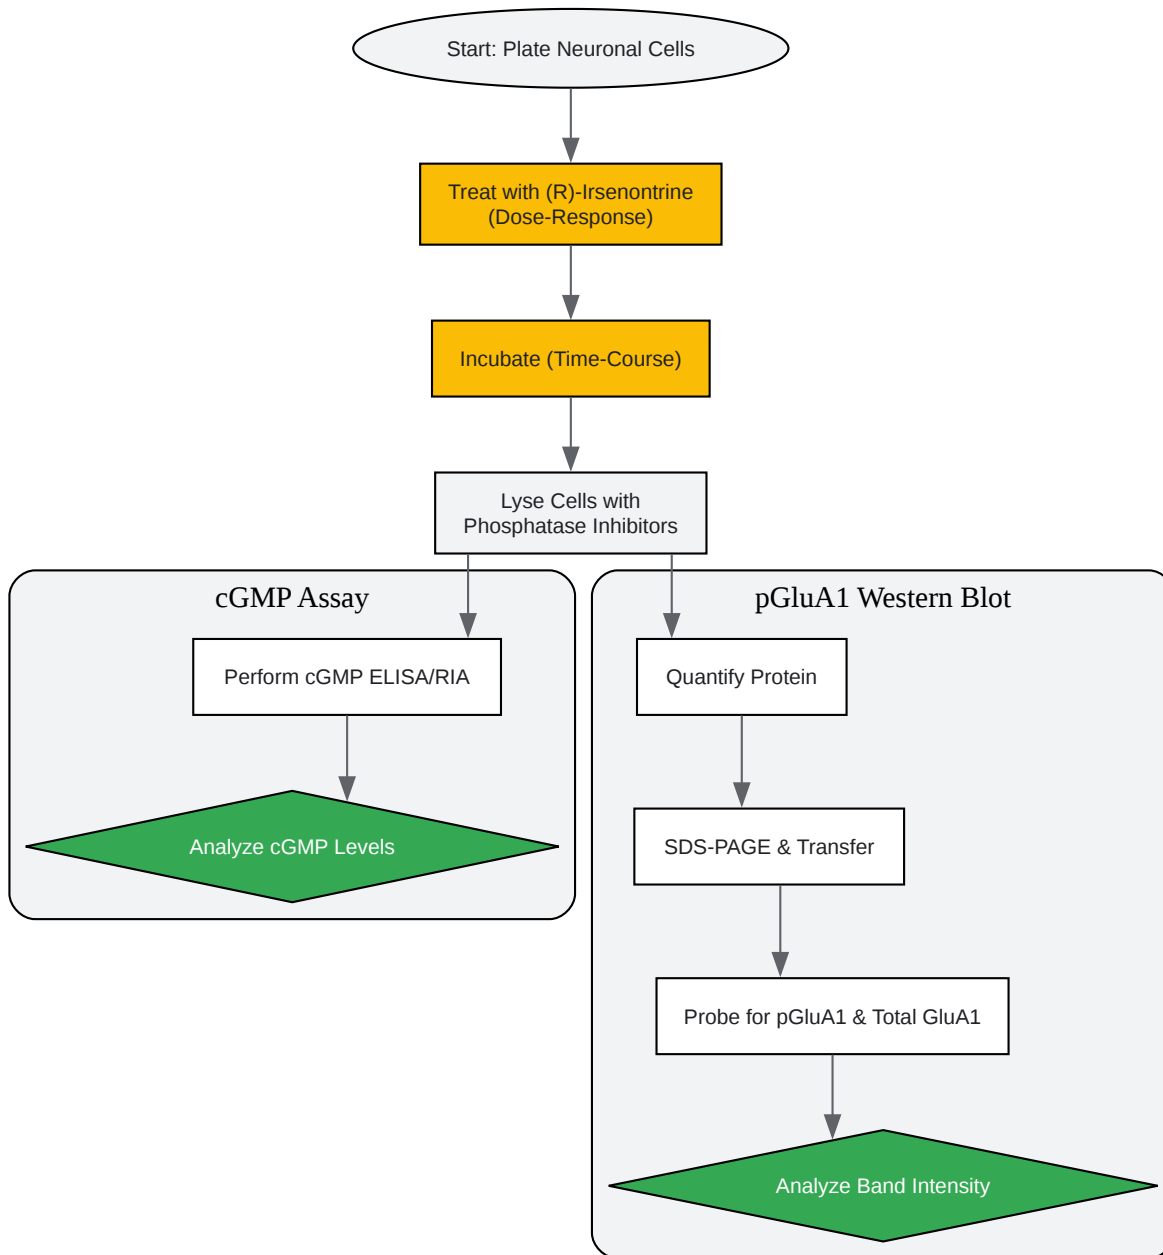 Start: Plate Neuronal Cells
Treat with (R)-Irsenontrine
(Dose-Response)
Incubate (Time-Course)
Lyse Cells with
Phosphatase Inhibitors
cGMP Assay
Perform cGMP ELISA/RIA
Analyze cGMP Levels
pGluA1 Western Blot
Quantify Protein
SDS-PAGE & Transfer
Probe for pGluA1 & Total GluA1
Analyze Band Intensity